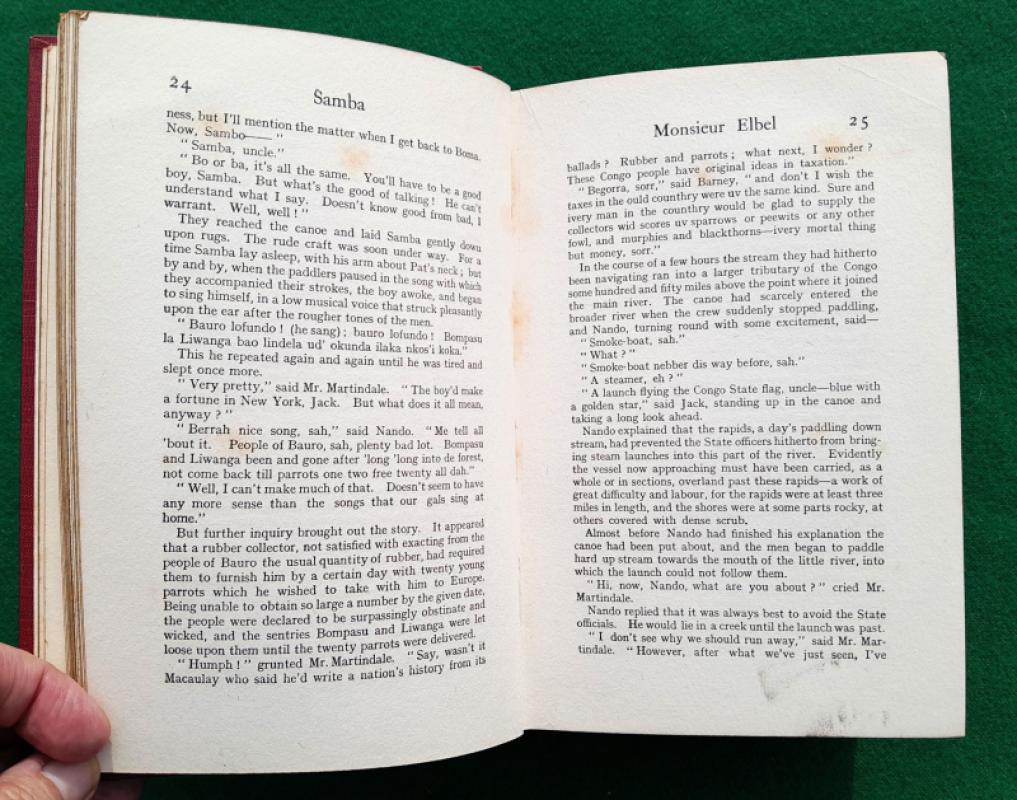 24
Samba
ness, but I'll mention the matter when I get back to Boma.
Now, Sambo—— "
" Samba, uncle."
" Bo or ba, it's all the same. You'll have to be a good
boy, Samba. But what's the good of talking! He can't
understand what I say. Doesn't know good from bad, I
warrant. Well, well ! "
They reached the canoe and laid Samba gently down
upon rugs. The rude craft was soon under way. For a
time Samba lay asleep, with his arm about Pat's neck; but
by and by, when the paddlers paused in the song with which
they accompanied their strokes, the boy awoke, and began
to sing himself, in a low musical voice that struck pleasantly
upon the ear after the rougher tones of the men.
" Bauro lofundo ! (he sang) ; bauro lofundo ! Bompasu
la Liwanga bao lindela ud' okunda ilaka nkos'i koka."
This he repeated again and again until he was tired and
slept once more.
" Very pretty," said Mr. Martindale. " The boy'd make
a fortune in New York, Jack. But what does it all mean,
anyway ? "
" Berrah nice song, sah," said Nando. " Me tell all
'bout it. People of Bauro, sah, plenty bad lot. Bompasu
and Liwanga been and gone after 'long 'long into de forest,
not come back till parrots one two free twenty all dah."
" Well, I can't make much of that. Doesn't seem to have
any more sense than the songs that our gals sing at
home."
But further inquiry brought out the story. It appeared
that a rubber collector, not satisfied with exacting from the
people of Bauro the usual quantity of rubber, had required
them to furnish him by a certain day with twenty young
parrots which he wished to take with him to Europe.
Being unable to obtain so large a number by the given date,
the people were declared to be surpassingly obstinate and
wicked, and the sentries Bompasu and Liwanga were let
loose upon them until the twenty parrots were delivered.
" Humph ! " grunted Mr. Martindale. " Say, wasn't it
Macaulay who said he'd write a nation's history from its
Monsieur Elbel
25
ballads ? Rubber and parrots ; what next, I wonder ?
These Congo people have original ideas in taxation."
" Begorra, sorr," said Barney, " and don't I wish the
taxes in the ould counthry were uv the same kind. Sure and
ivery man in the counthry would be glad to supply the
collectors wid scores uv sparrows or peewits or any other
fowl, and murphies and blackthorns—ivery mortal thing
but money, sorr."
In the course of a few hours the stream they had hitherto
been navigating ran into a larger tributary of the Congo
some hundred and fifty miles above the point where it joined
the main river. The canoe had scarcely entered the
broader river when the crew suddenly stopped paddling,
and Nando, turning round with some excitement, said—
" Smoke-boat, sah."
" What ? "
" Smoke-boat nebber dis way before, sah."
" A steamer, eh ? "
" A launch flying the Congo State flag, uncle—blue with
a golden star," said Jack, standing up in the canoe and
taking a long look ahead.
Nando explained that the rapids, a day's paddling down
stream, had prevented the State officers hitherto from bring-
ing steam launches into this part of the river. Evidently
the vessel now approaching must have been carried, as a
whole or in sections, overland past these rapids—a work of
great difficulty and labour, for the rapids were at least three
miles in length, and the shores were at some parts rocky, at
others covered with dense scrub.
Almost before Nando had finished his explanation the
canoe had been put about, and the men began to paddle
hard up stream towards the mouth of the little river, into
which the launch could not follow them.
" Hi, now, Nando, what are you about ? " cried Mr.
Martindale.
Nando replied that it was always best to avoid the State
officials. He would lie in a creek until the launch was past.
" I don't see why we should run away," said Mr. Mar-
tindale. " However, after what we've just seen, I've